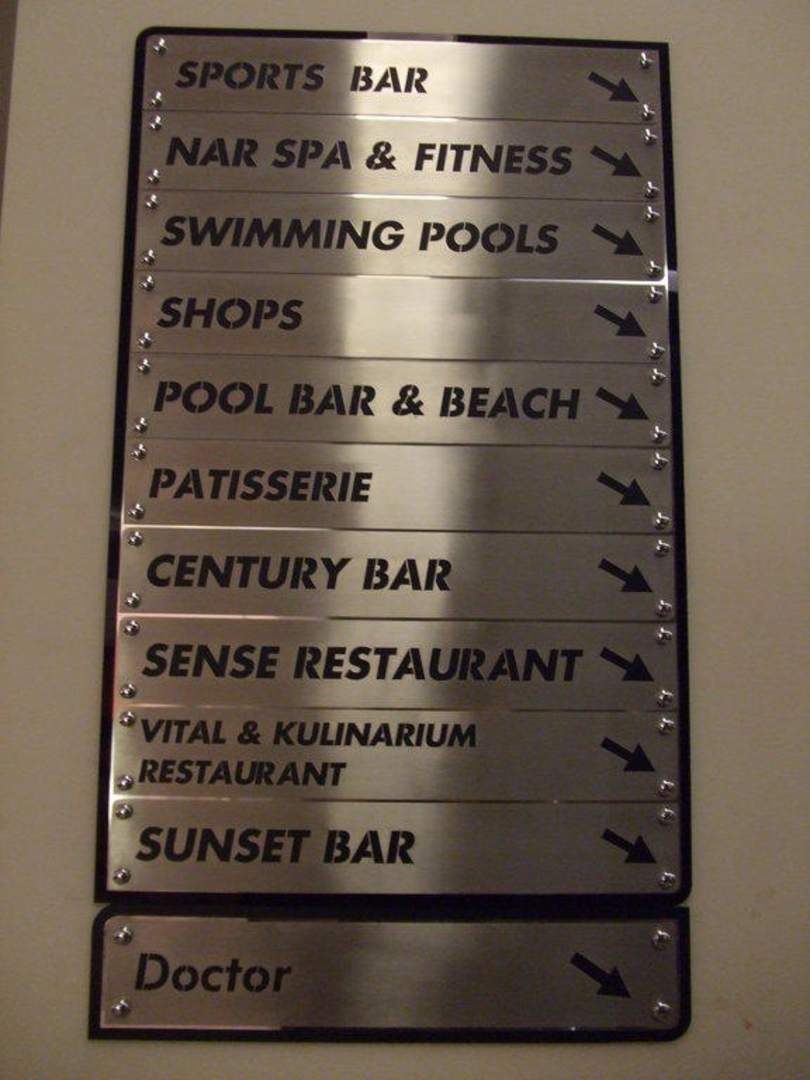 SPORTS BAR
NAR SPA & FITNESS
SWIMMING POOLS
SHOPS
POOL BAR & BEACH
PATISSERIE
CENTURY BAR
SENSE RESTAURANT
VITAL & KULINARIUM
RESTAURANT
SUNSET BAR
Doctor